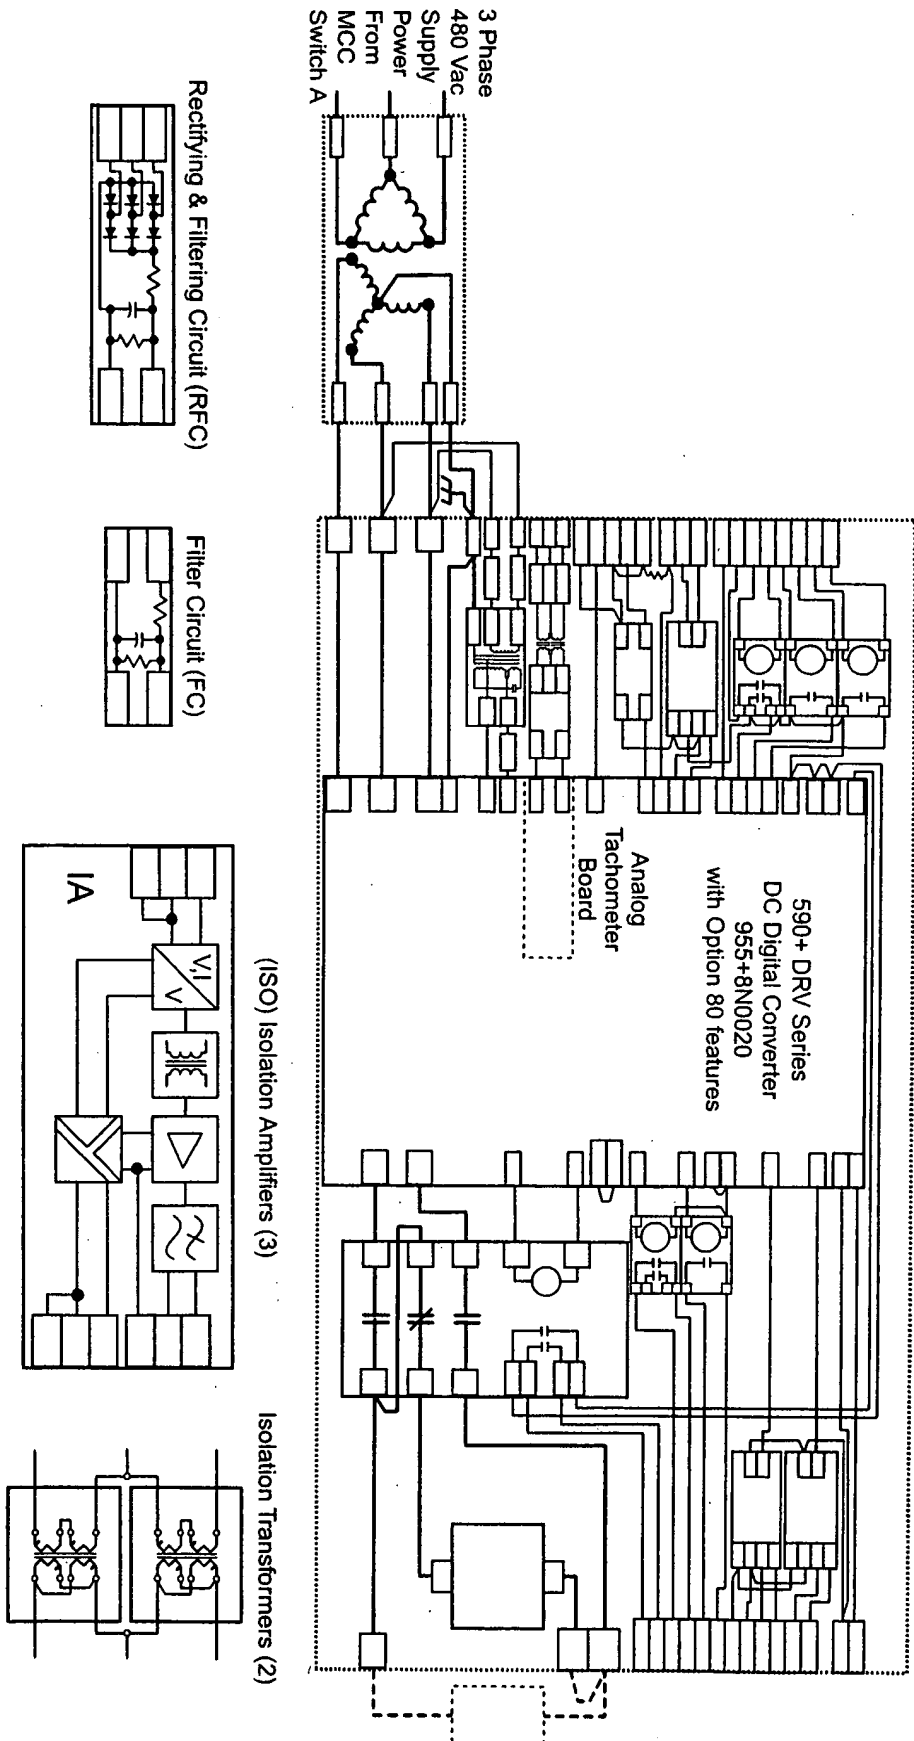 3 Phase
480 Vac
Supply
Power
From
MCC
Switch A
590+ DRV Series
DC Digital Converter
955+8N0020
with Option 80 features
Analog
Tachometer
Board
Rectifying & Filtering Circuit (RFC)
Filter Circuit (FC)
(ISO) Isolation Amplifiers (3)
IA
V,I
V
Isolation Transformers (2)